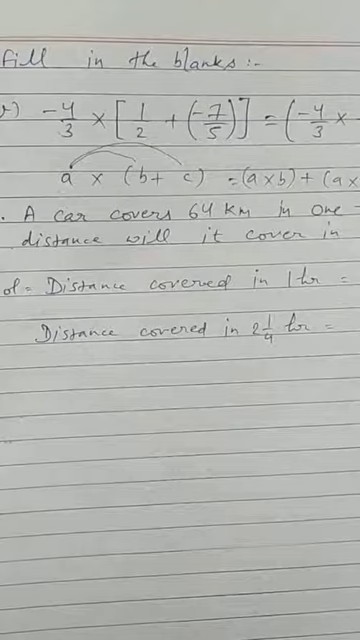 fill in the blanks :-
-4/3 × [1/2 + (-7/5)] = (-4/3 ×
a × (b + c) = (a × b) + (a ×
. A car covers 64 km in one
distance will it cover in
ol = Distance covered in 1 hr =
Distance covered in 2 1/4 hr =